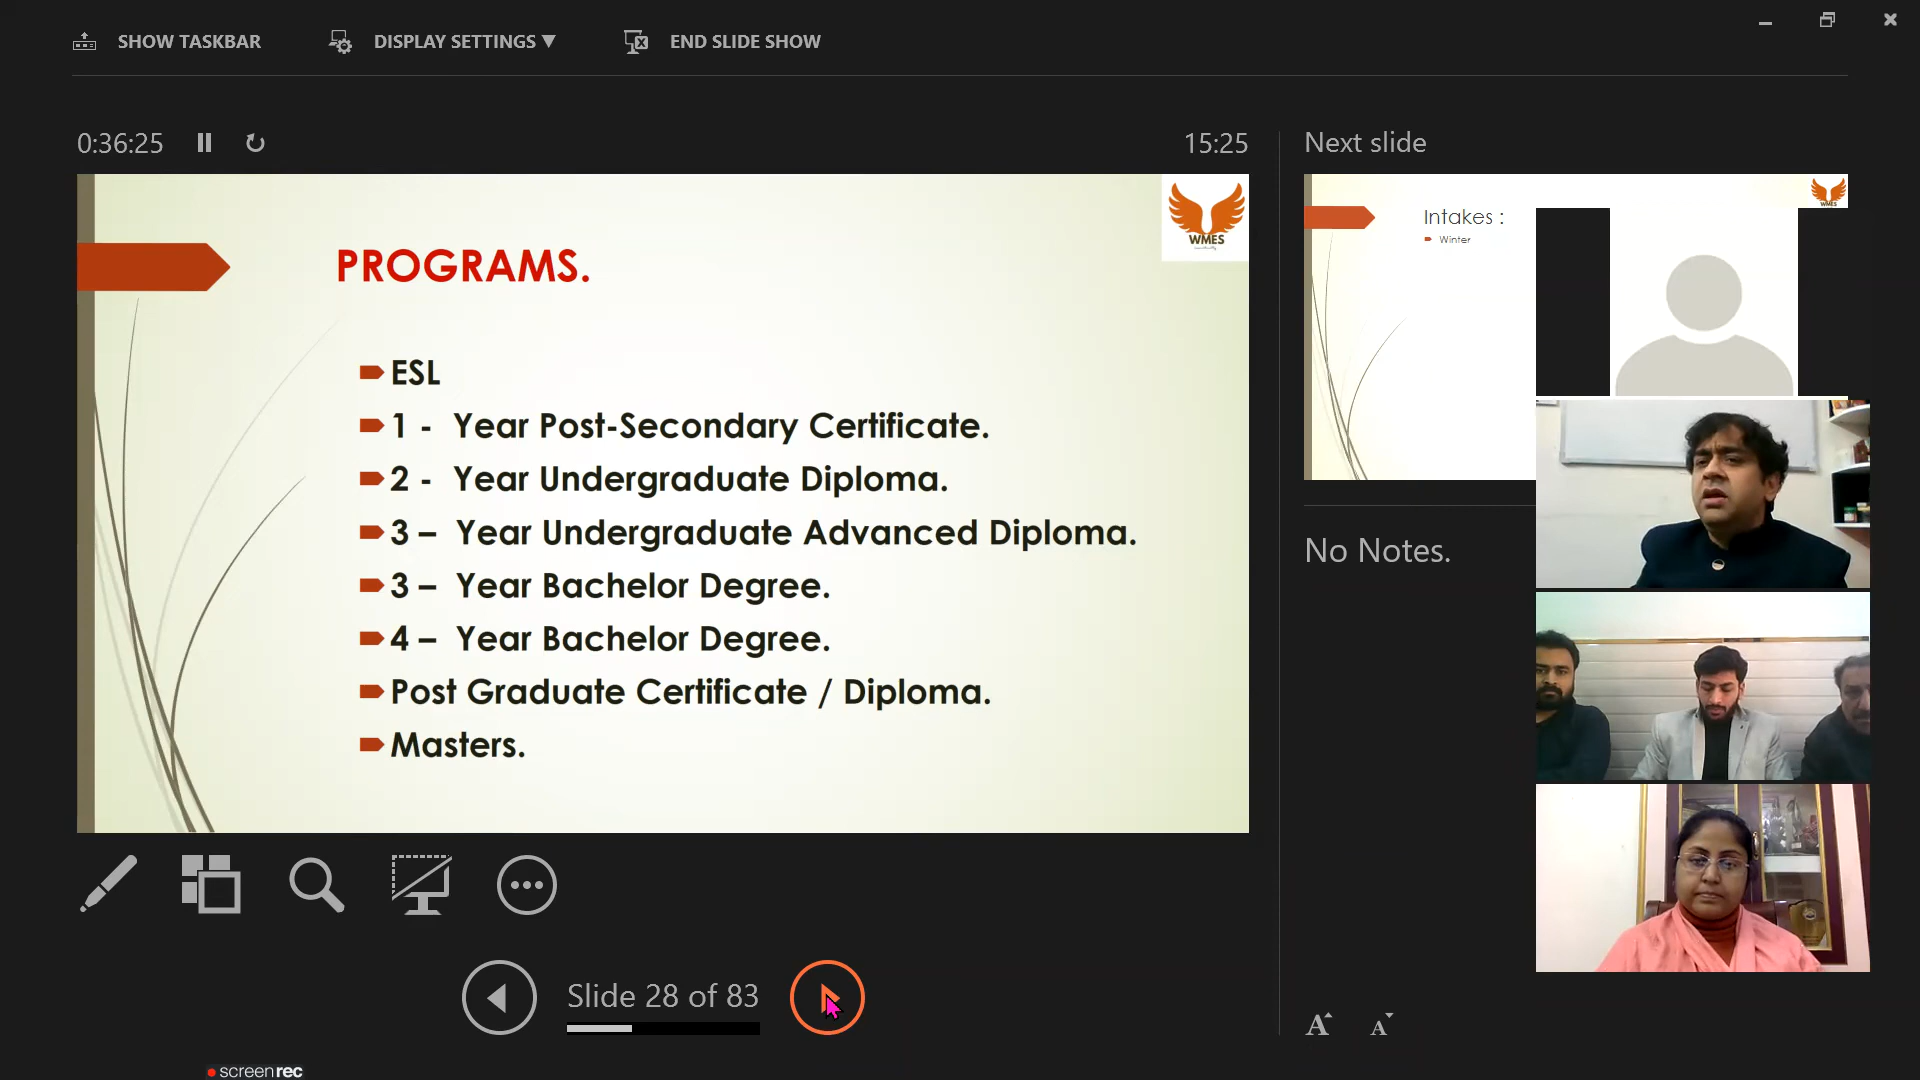 SHOW TASKBAR
DISPLAY SETTINGS ▼
END SLIDE SHOW
0:36:25
15:25
Next slide
WMES
PROGRAMS.
ESL
1 - Year Post-Secondary Certificate.
2 - Year Undergraduate Diploma.
3 – Year Undergraduate Advanced Diploma.
3 – Year Bachelor Degree.
4 – Year Bachelor Degree.
Post Graduate Certificate / Diploma.
Masters.
WMES
Intakes :
Winter
No Notes.
Slide 28 of 83
A A
screenrec